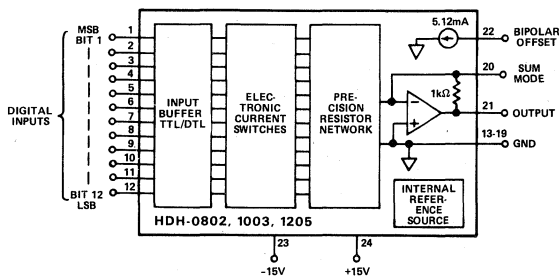 MSB
BIT 1
1
2
3
4
5
6
7
8
9
10
11
12
BIT 12
LSB
DIGITAL
INPUTS
INPUT
BUFFER
TTL/DTL
ELEC-
TRONIC
CURRENT
SWITCHES
PRE-
CISION
RESISTOR
NETWORK
5.12mA
22
BIPOLAR
OFFSET
20
SUM
MODE
1kΩ
−
+
21
OUTPUT
13-19
GND
INTERNAL
REFER-
ENCE
SOURCE
HDH-0802, 1003, 1205
23
-15V
24
+15V